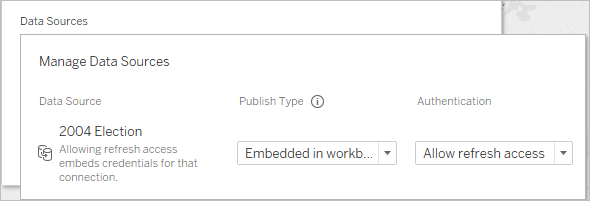 Data Sources
Manage Data Sources
Data Source Publish Type Authentication
2004 Election
Allowing refresh access
embeds credentials for that
connection.
Embedded in workb... Allow refresh access